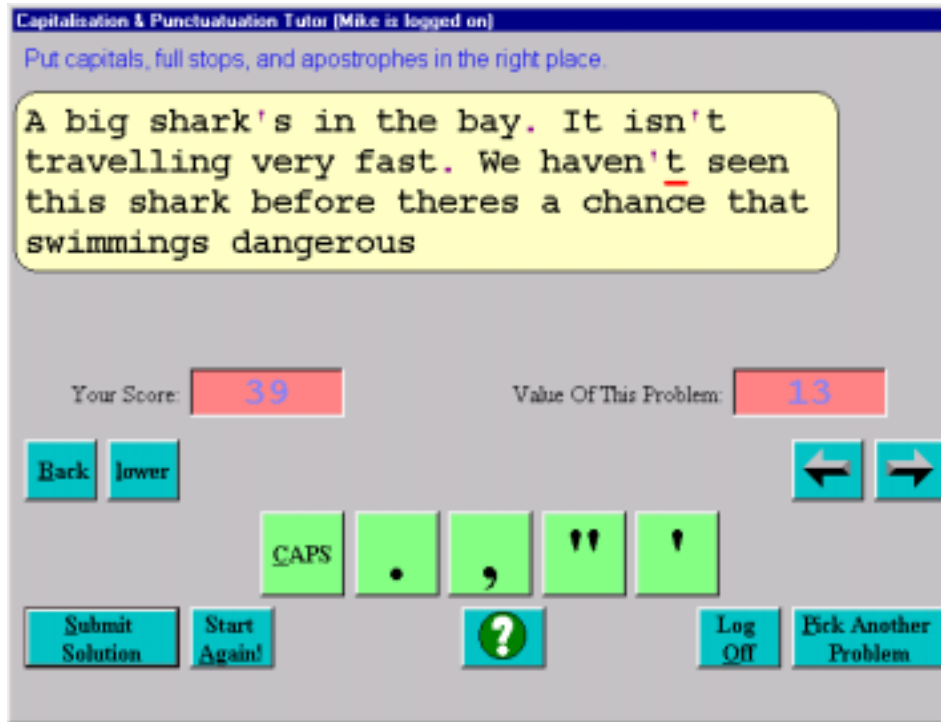 Capitalisation & Punctuatuation Tutor (Mike is logged on)
Put capitals, full stops, and apostrophes in the right place.
A big shark's in the bay. It isn't
travelling very fast. We haven't seen
this shark before theres a chance that
swimmings dangerous
Your Score: 39 Value Of This Problem: 13
Back lower
CAPS . , " '
Submit Solution Start Again! ? Log Off Pick Another Problem